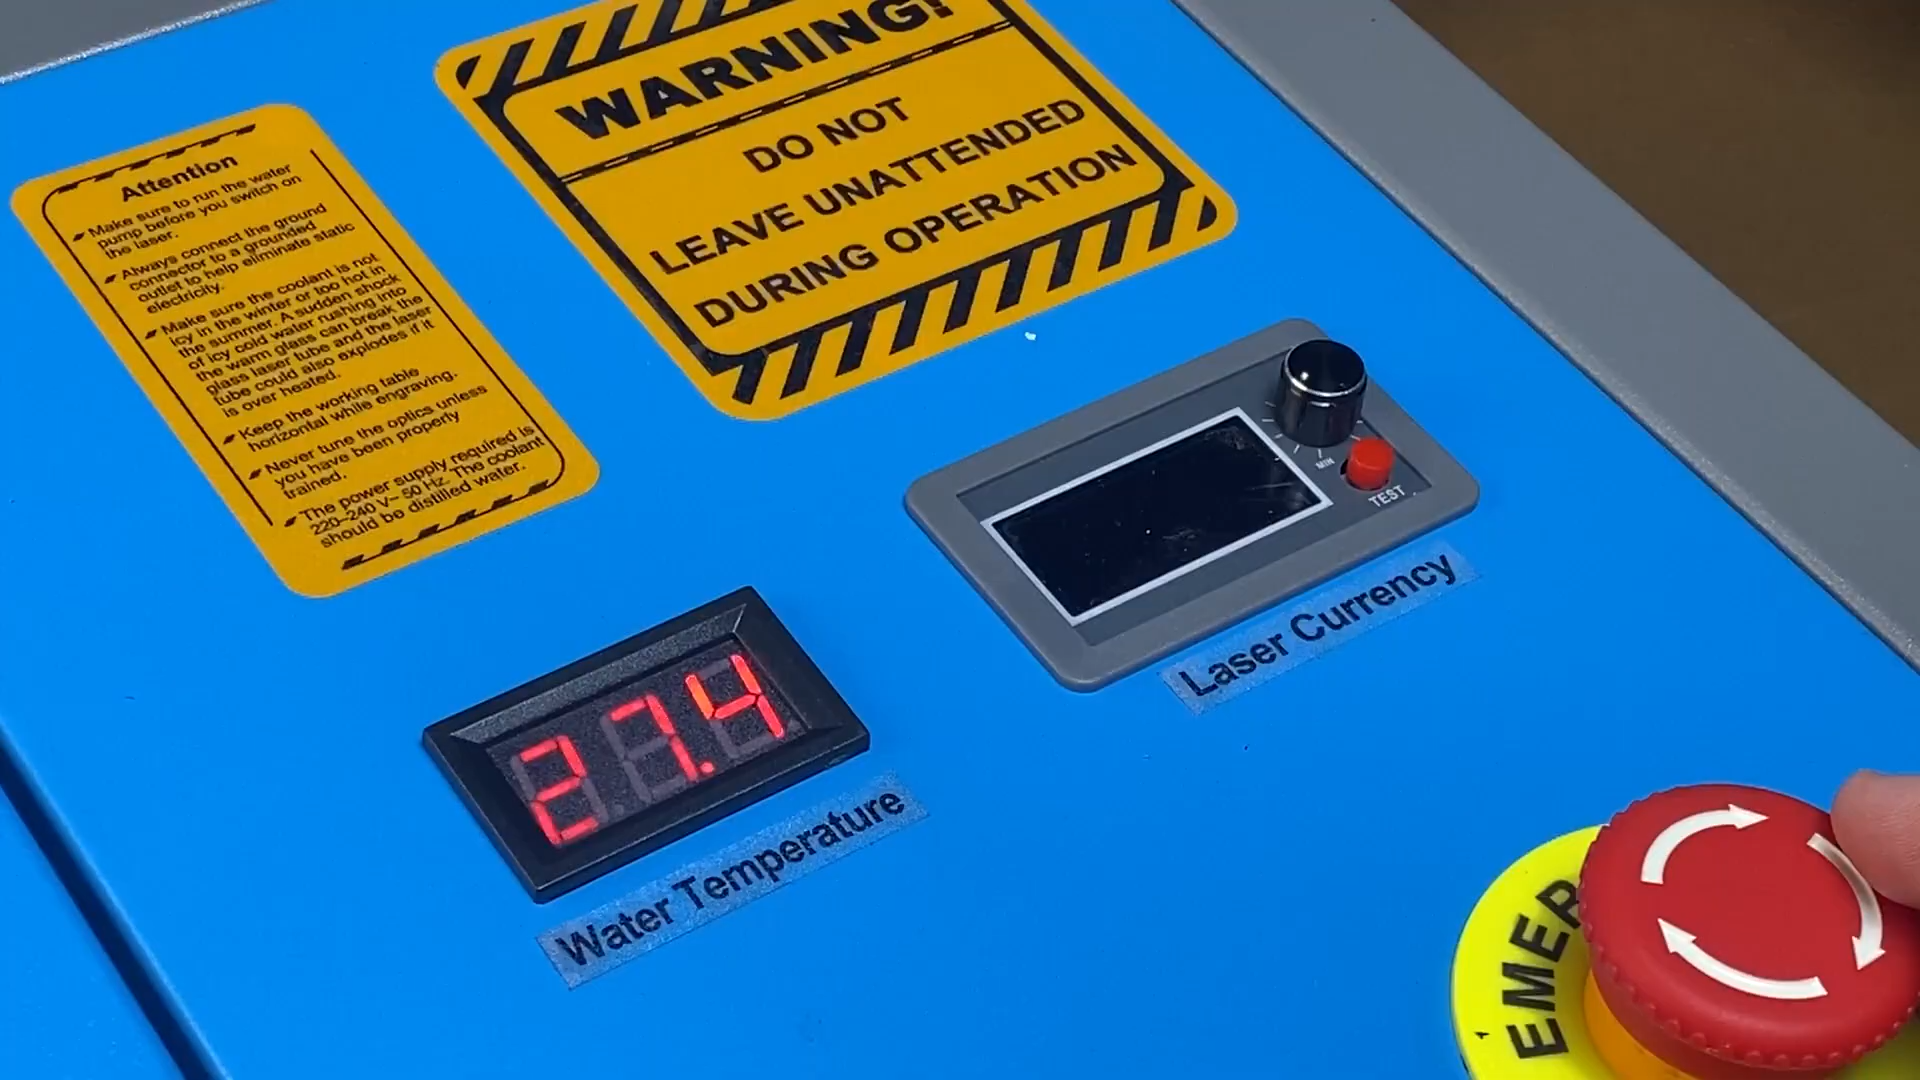 WARNING!
DO NOT
LEAVE UNATTENDED
DURING OPERATION
Attention
Make sure to run the water
pump before you switch on
the laser.
Always connect the ground
connector to a grounded
outlet to help eliminate static
electricity.
Make sure the coolant is not
icy in the winter or too hot in
the summer. A sudden shock
of icy cold water rushing into
the warm glass can break the
glass laser tube and the laser
tube could also explodes if it
is over heated.
Keep the working table
horizontal while engraving.
Never tune the optics unless
you have been properly
trained.
The power supply required is
220–240 V~ 50 Hz. The coolant
should be distilled water.
MIN
TEST
Laser Currency
27.4
Water Temperature
EMER